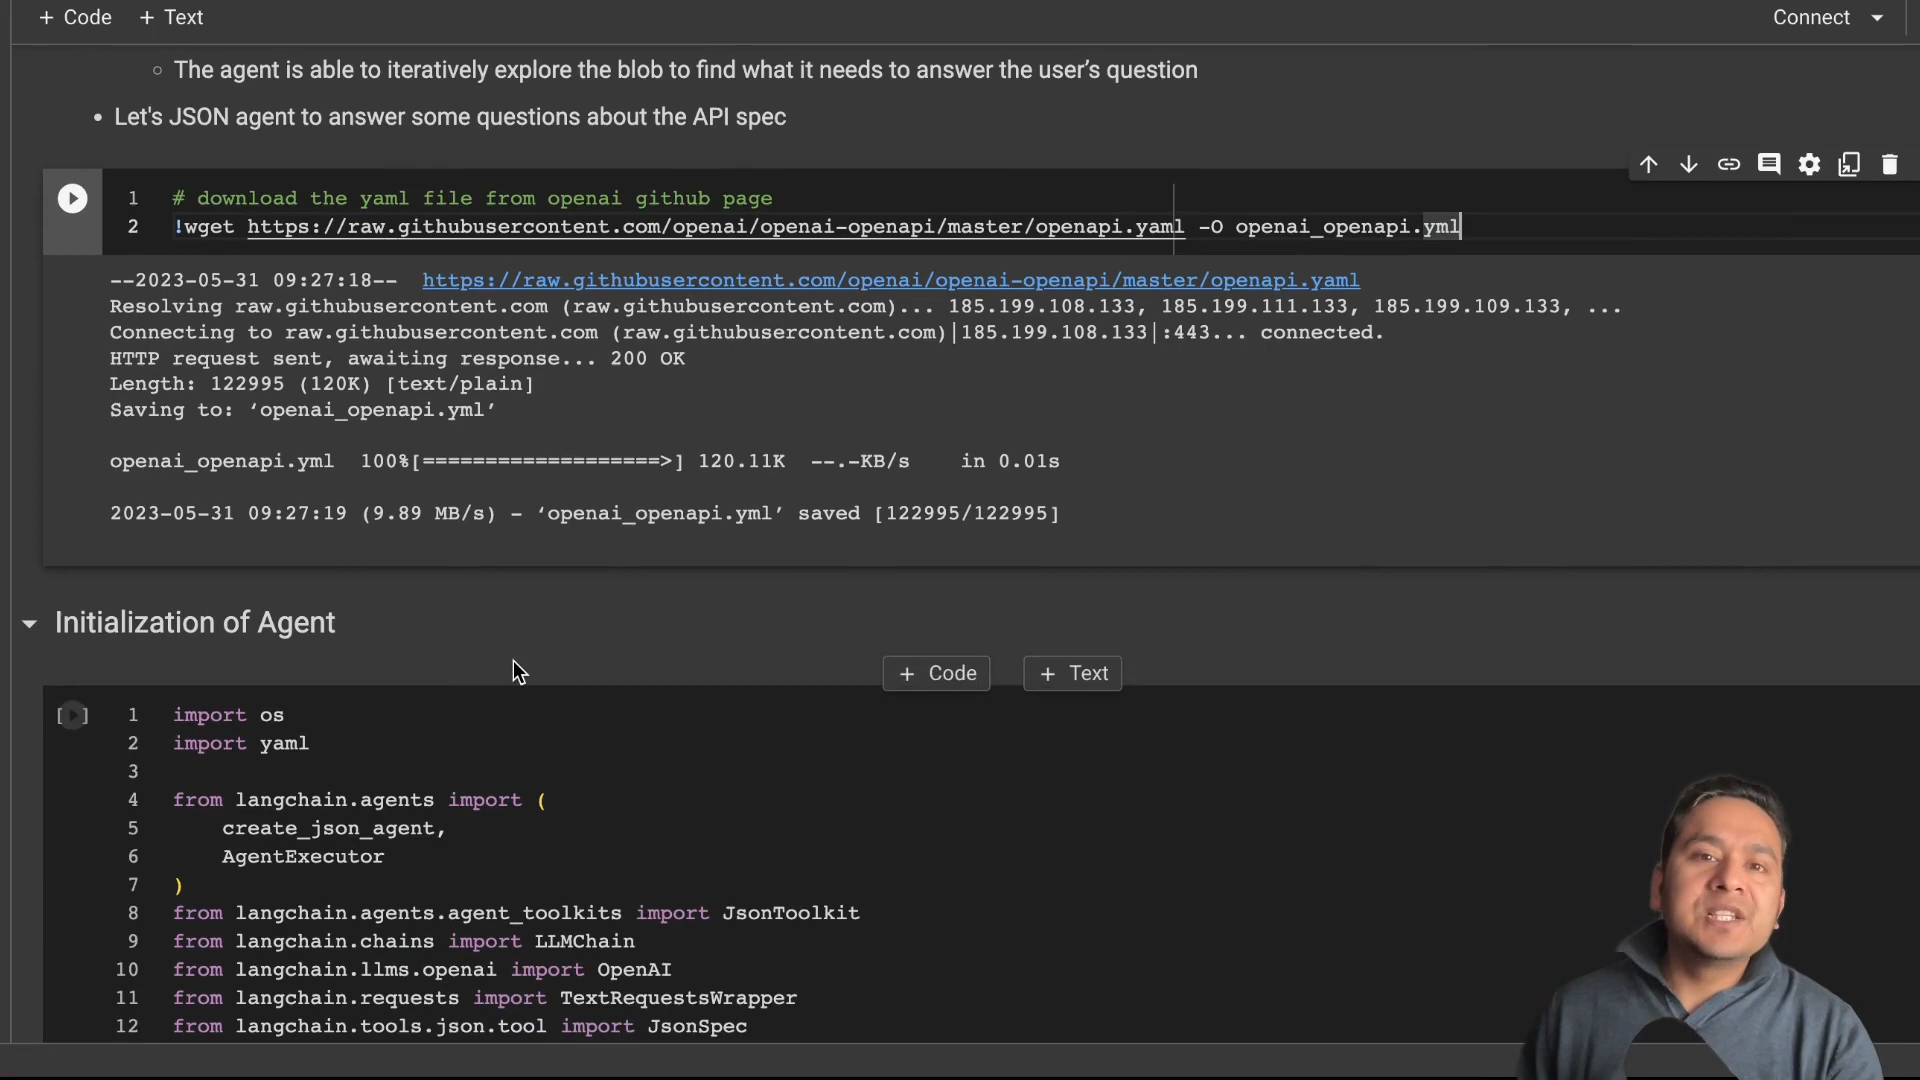 + Code + Text Connect
The agent is able to iteratively explore the blob to find what it needs to answer the user's question
Let's JSON agent to answer some questions about the API spec
1 # download the yaml file from openai github page
2 !wget https://raw.githubusercontent.com/openai/openai-openapi/master/openapi.yaml -O openai_openapi.yml
--2023-05-31 09:27:18-- https://raw.githubusercontent.com/openai/openai-openapi/master/openapi.yaml
Resolving raw.githubusercontent.com (raw.githubusercontent.com)... 185.199.108.133, 185.199.111.133, 185.199.109.133, ...
Connecting to raw.githubusercontent.com (raw.githubusercontent.com)|185.199.108.133|:443... connected.
HTTP request sent, awaiting response... 200 OK
Length: 122995 (120K) [text/plain]
Saving to: ‘openai_openapi.yml’
openai_openapi.yml 100%[===================>] 120.11K --.-KB/s in 0.01s
2023-05-31 09:27:19 (9.89 MB/s) - ‘openai_openapi.yml’ saved [122995/122995]
Initialization of Agent
+ Code + Text
[ ] 1 import os
2 import yaml
3
4 from langchain.agents import (
5 create_json_agent,
6 AgentExecutor
7 )
8 from langchain.agents.agent_toolkits import JsonToolkit
9 from langchain.chains import LLMChain
10 from langchain.llms.openai import OpenAI
11 from langchain.requests import TextRequestsWrapper
12 from langchain.tools.json.tool import JsonSpec